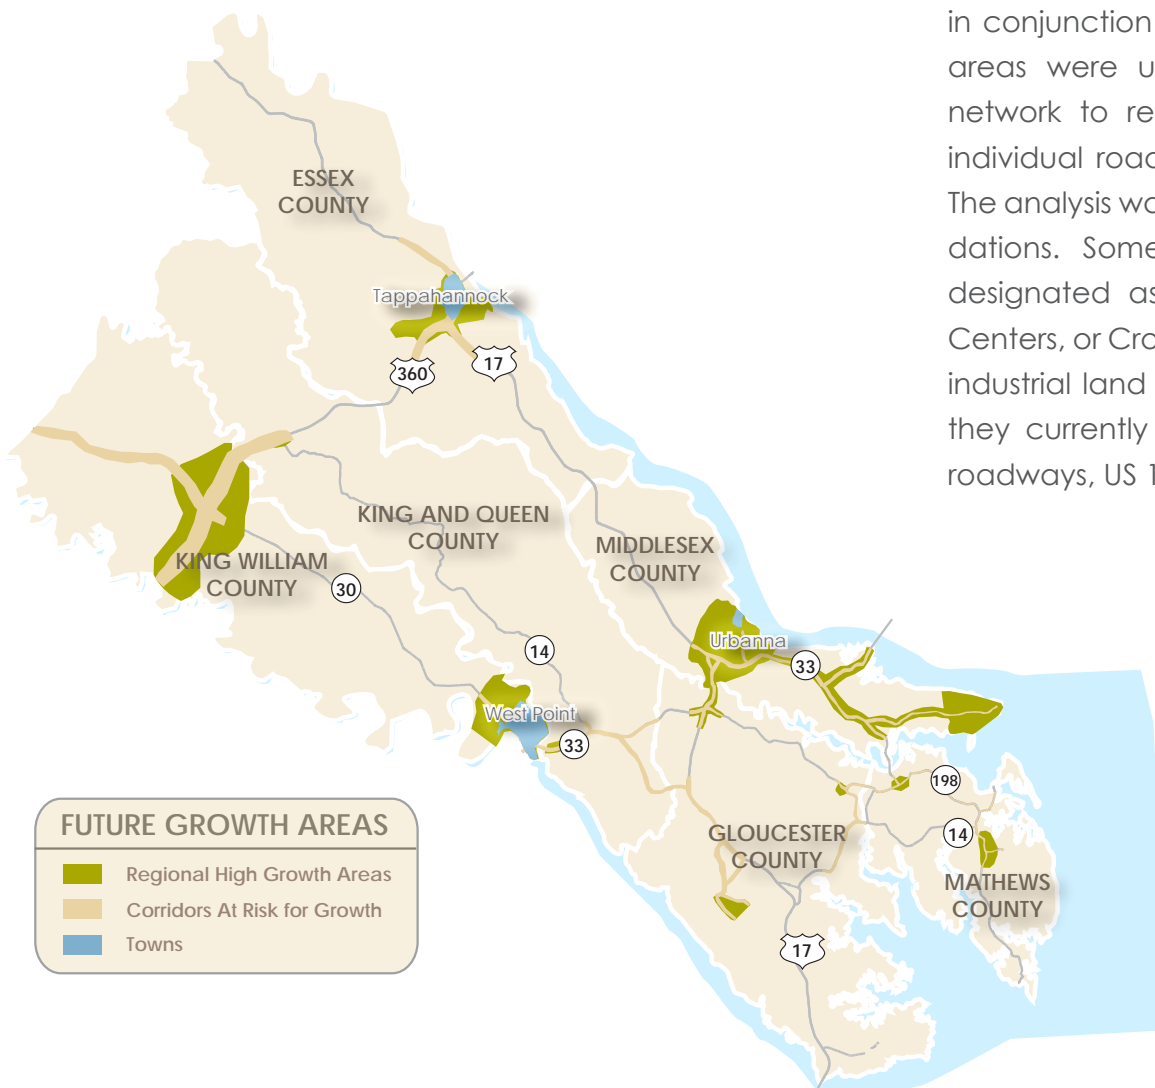 in conjunction
areas were u
network to re
individual road
The analysis wa
dations. Some
designated as
Centers, or Cro
industrial land
they currently
roadways, US 1
ESSEX
COUNTY
Tappahannock
360
17
KING AND QUEEN
COUNTY
MIDDLESEX
COUNTY
KING WILLIAM
COUNTY
30
14
Urbanna
33
West Point
33
198
14
GLOUCESTER
COUNTY
MATHEWS
COUNTY
17
FUTURE GROWTH AREAS
Regional High Growth Areas
Corridors At Risk for Growth
Towns